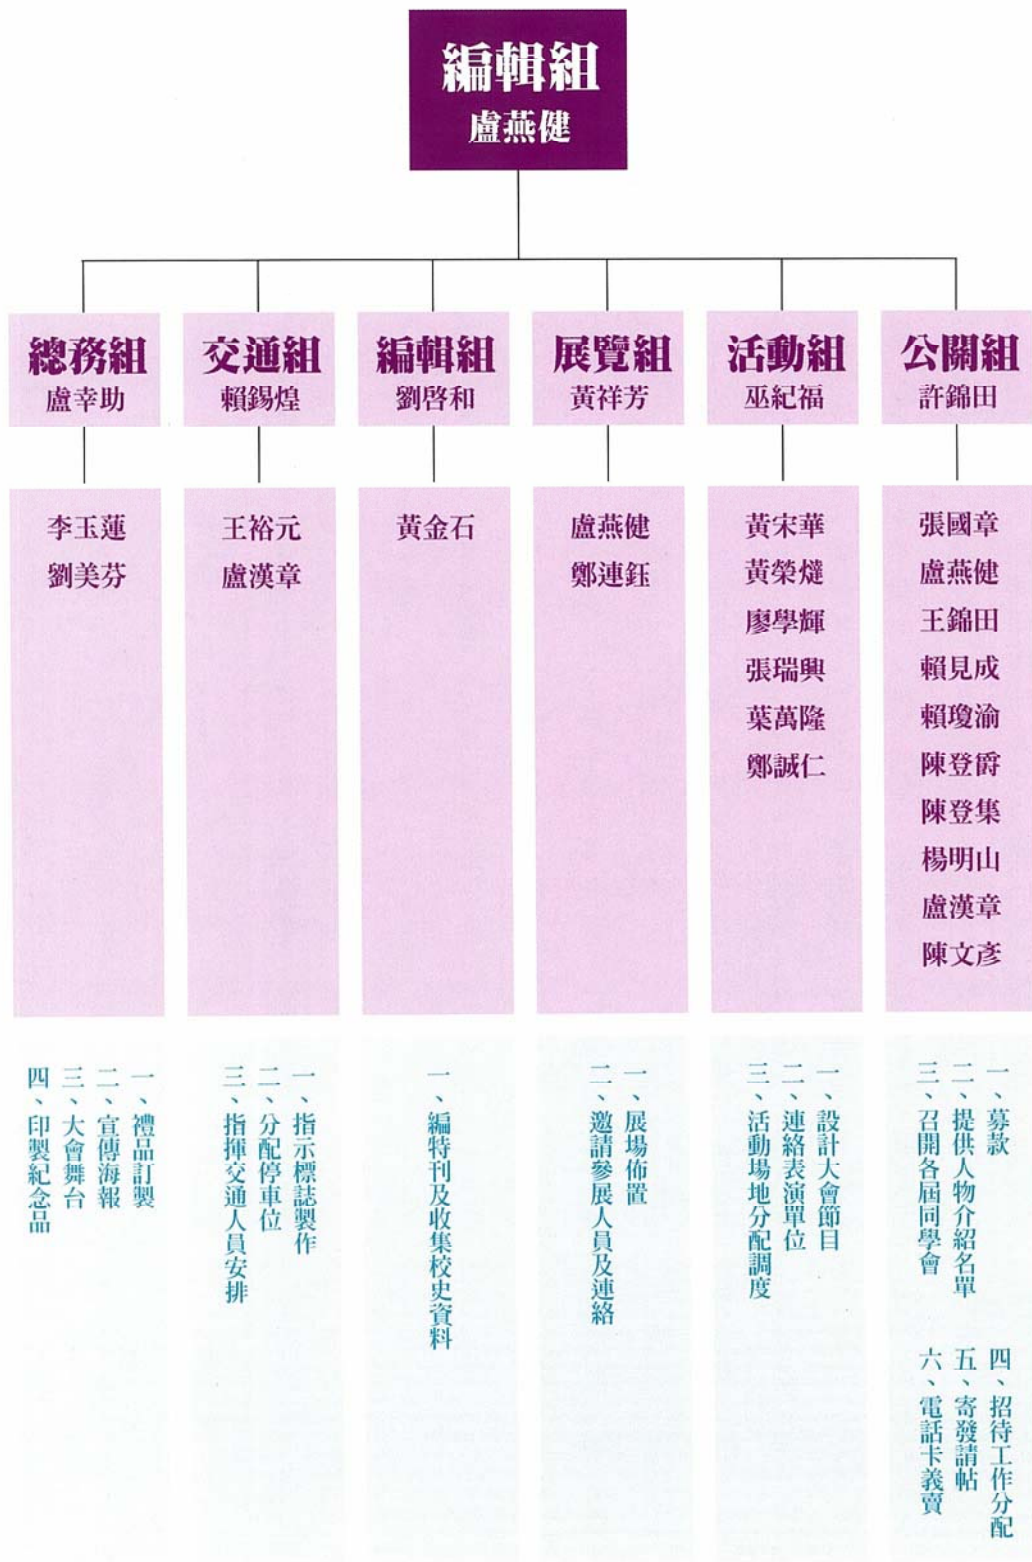 編輯組
盧燕健
總務組
盧幸助
李玉蓮
劉美芬
一、禮品訂製
二、宣傳海報
三、大會舞台
四、印製紀念品
交通組
賴錫煌
王裕元
盧漢章
一、指示標誌製作
二、分配停車位
三、指揮交通人員安排
編輯組
劉啓和
黃金石
一、編特刊及收集校史資料
展覽組
黃祥芳
盧燕健
鄭連鈺
一、展場佈置
二、邀請參展人員及連絡
活動組
巫紀福
黃宋華
黃榮燵
廖學輝
張瑞興
葉萬隆
鄭誠仁
一、設計大會節目
二、連絡表演單位
三、活動場地分配調度
公關組
許錦田
張國章
盧燕健
王錦田
賴見成
賴瓊渝
陳登爵
陳登集
楊明山
盧漢章
陳文彥
一、募款
二、提供人物介紹名單
三、召開各屆同學會
四、招待工作分配
五、寄發請帖
六、電話卡義賣